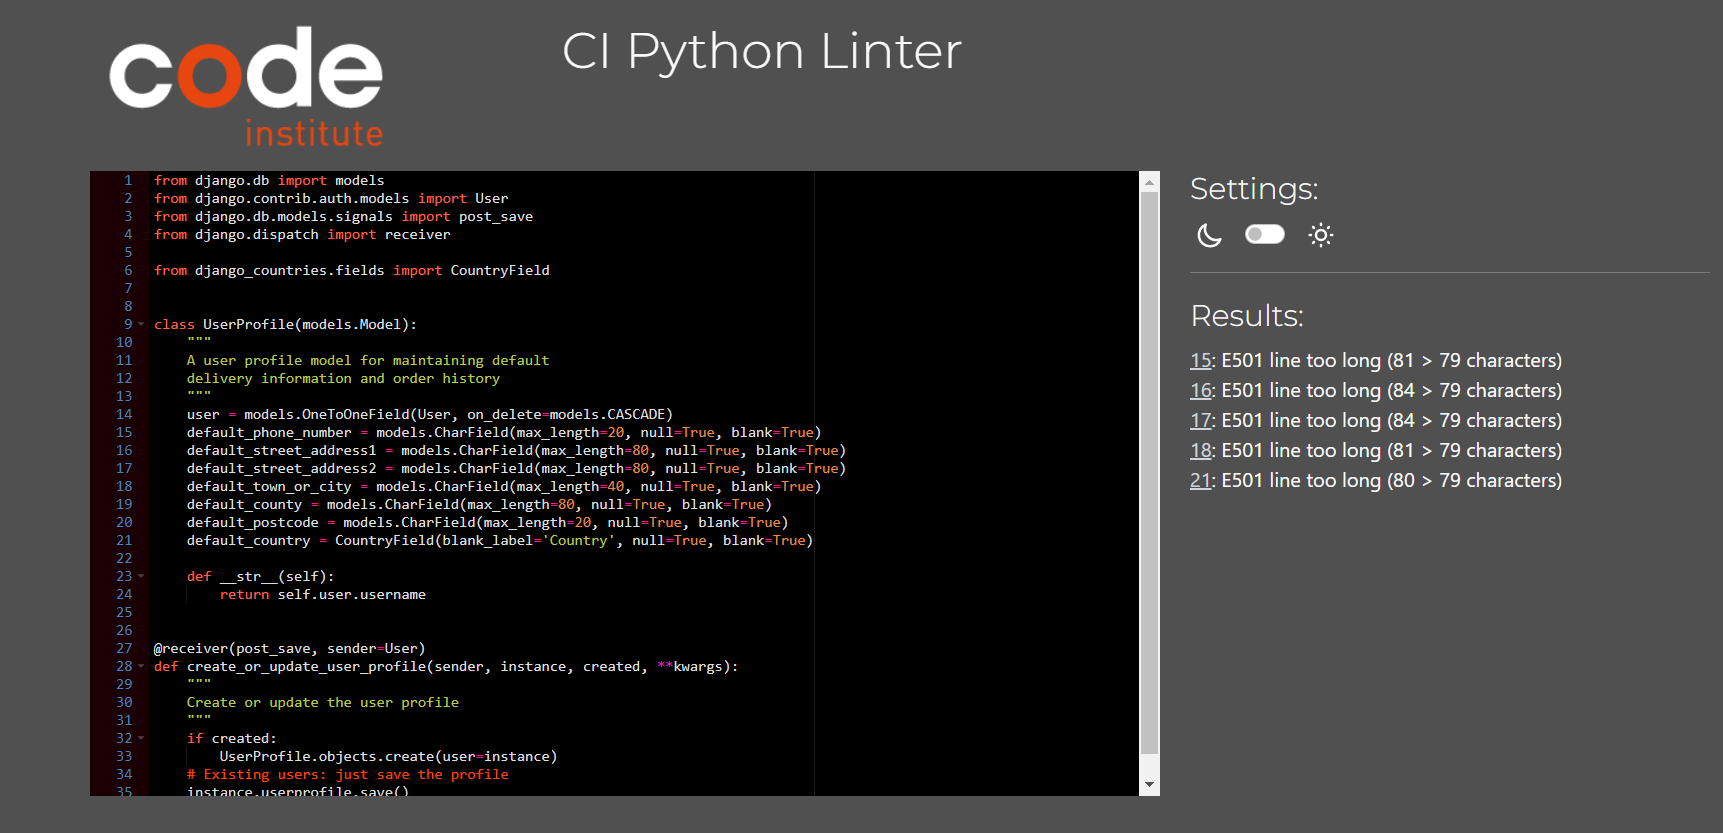 code
institute
CI Python Linter
1 from django.db import models
2 from django.contrib.auth.models import User
3 from django.db.models.signals import post_save
4 from django.dispatch import receiver
5
6 from django_countries.fields import CountryField
7
8
9 class UserProfile(models.Model):
10     """
11     A user profile model for maintaining default
12     delivery information and order history
13     """
14     user = models.OneToOneField(User, on_delete=models.CASCADE)
15     default_phone_number = models.CharField(max_length=20, null=True, blank=True)
16     default_street_address1 = models.CharField(max_length=80, null=True, blank=True)
17     default_street_address2 = models.CharField(max_length=80, null=True, blank=True)
18     default_town_or_city = models.CharField(max_length=40, null=True, blank=True)
19     default_county = models.CharField(max_length=80, null=True, blank=True)
20     default_postcode = models.CharField(max_length=20, null=True, blank=True)
21     default_country = CountryField(blank_label='Country', null=True, blank=True)
22
23     def __str__(self):
24         return self.user.username
25
26
27 @receiver(post_save, sender=User)
28 def create_or_update_user_profile(sender, instance, created, **kwargs):
29     """
30     Create or update the user profile
31     """
32     if created:
33         UserProfile.objects.create(user=instance)
34     # Existing users: just save the profile
35     instance.userprofile.save()
Settings:
Results:
15: E501 line too long (81 > 79 characters)
16: E501 line too long (84 > 79 characters)
17: E501 line too long (84 > 79 characters)
18: E501 line too long (81 > 79 characters)
21: E501 line too long (80 > 79 characters)